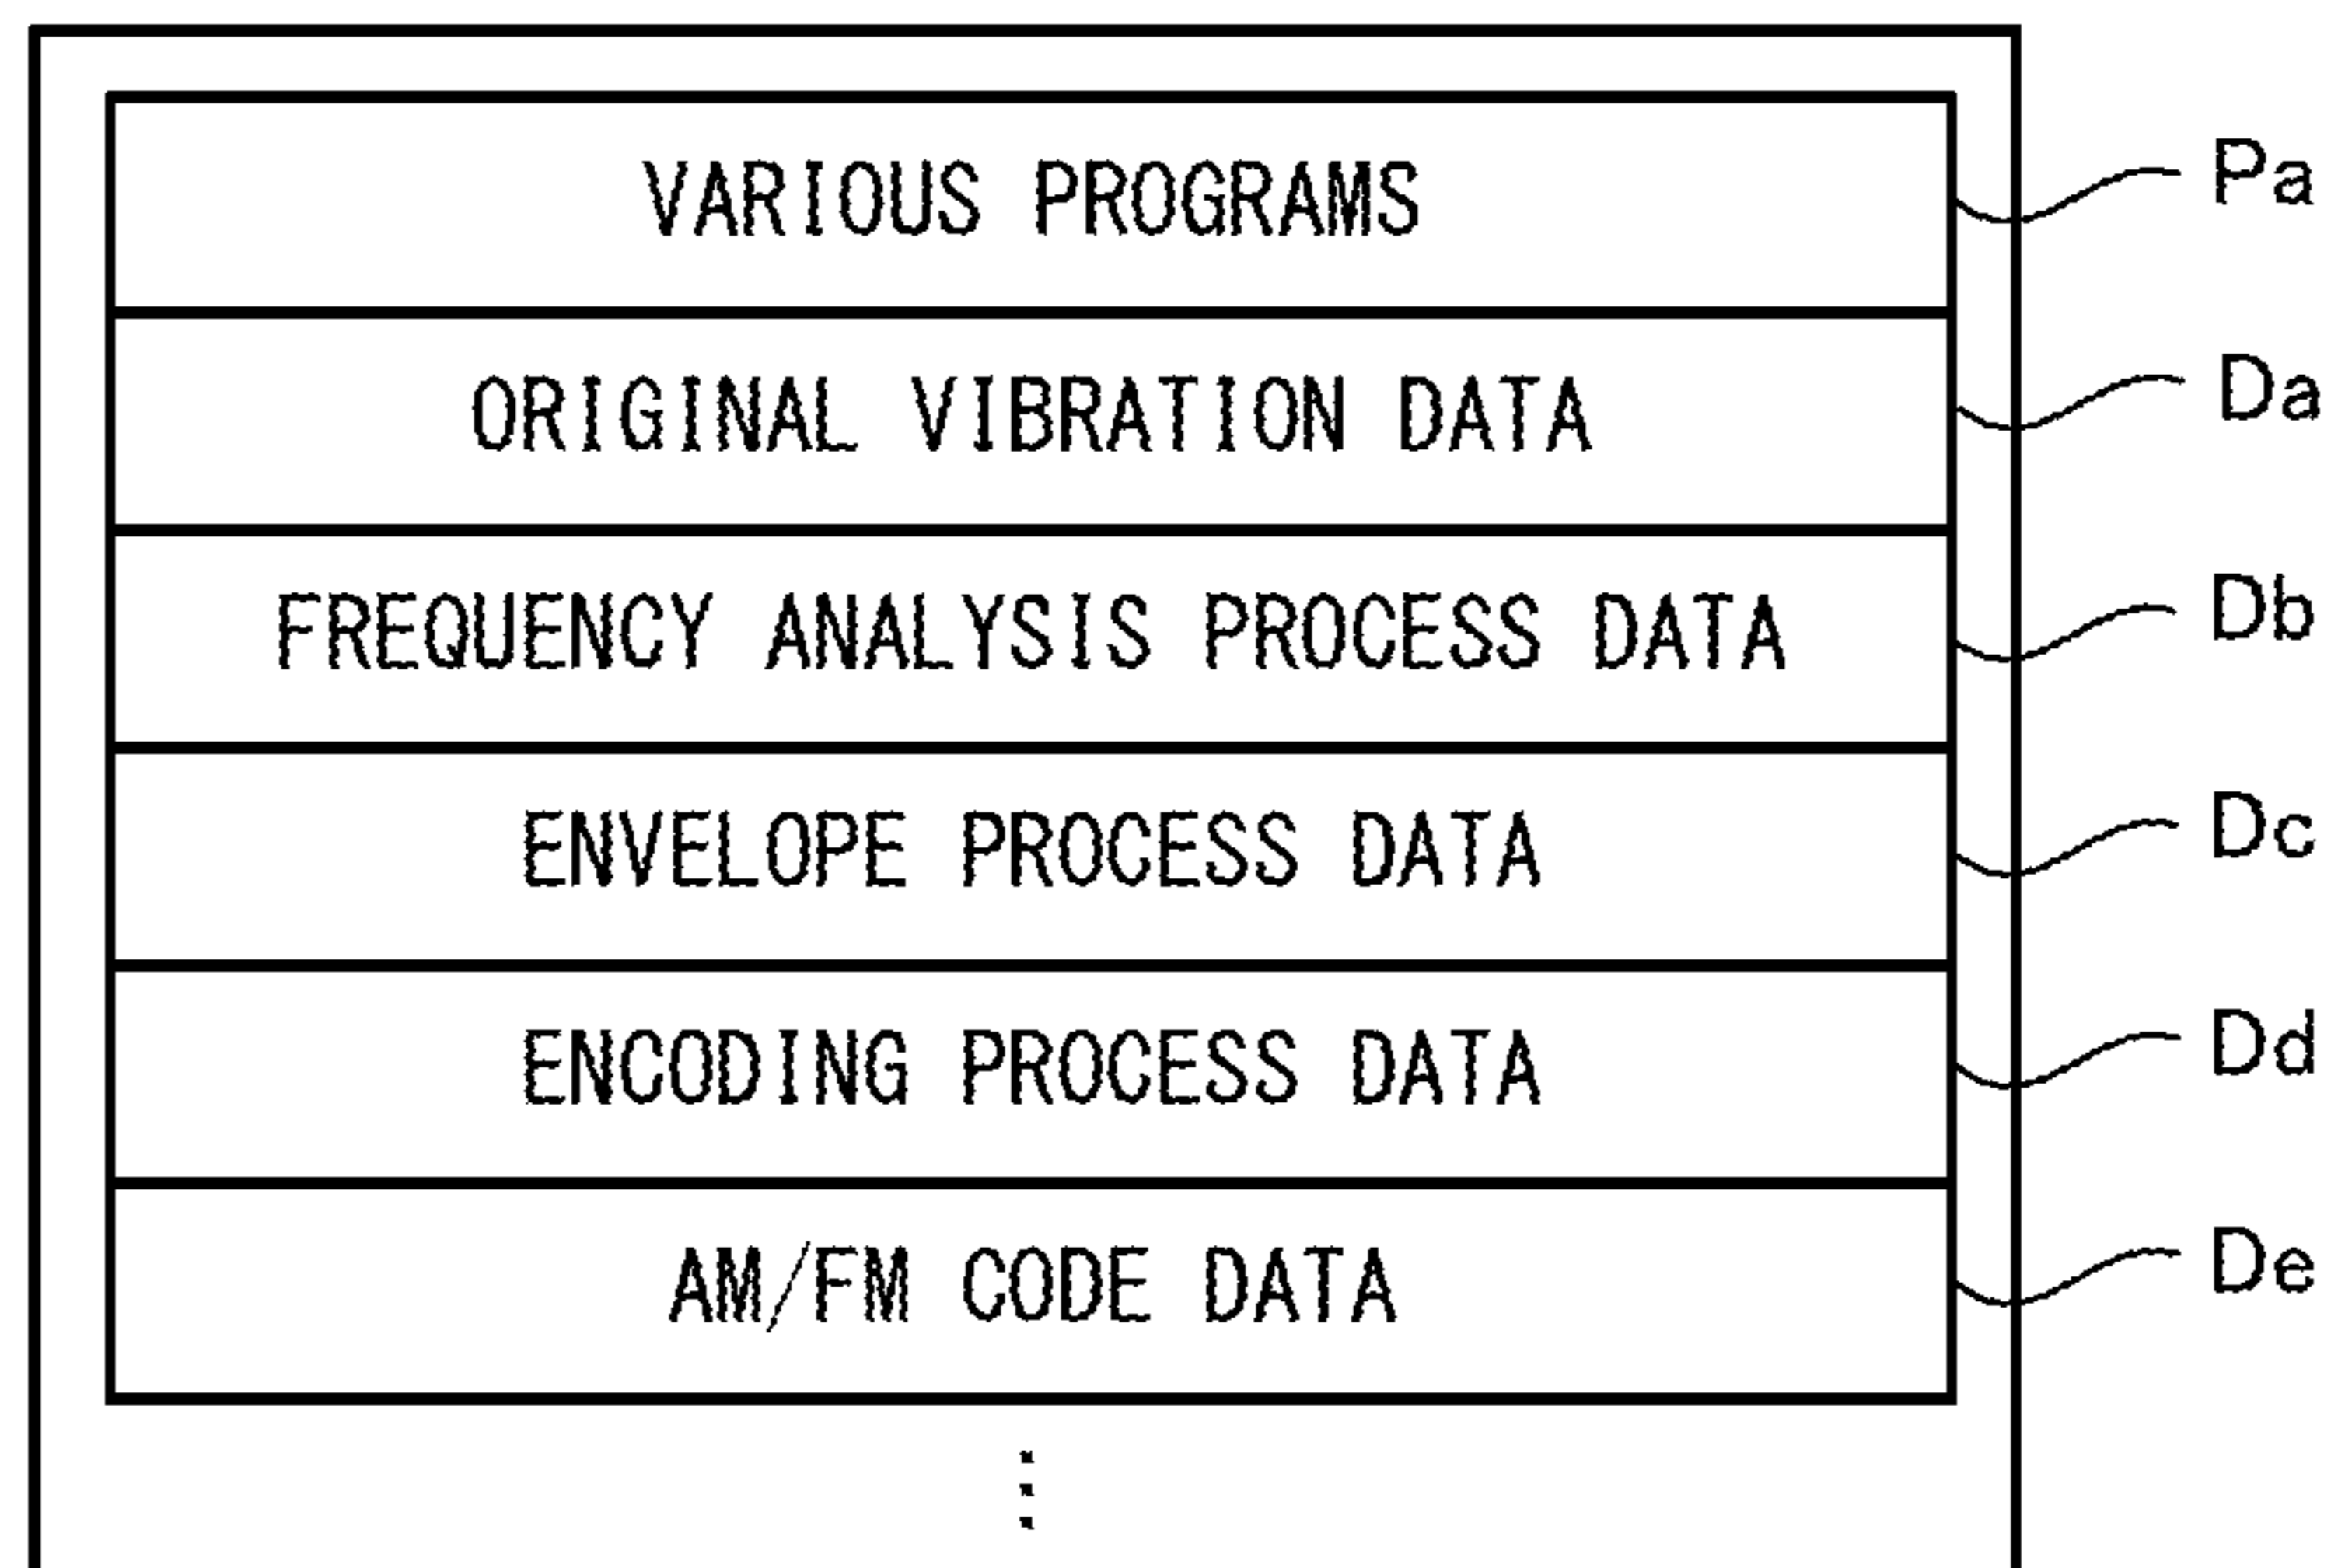 VARIOUS PROGRAMS Pa
ORIGINAL VIBRATION DATA Da
FREQUENCY ANALYSIS PROCESS DATA Db
ENVELOPE PROCESS DATA Dc
ENCODING PROCESS DATA Dd
AM/FM CODE DATA De